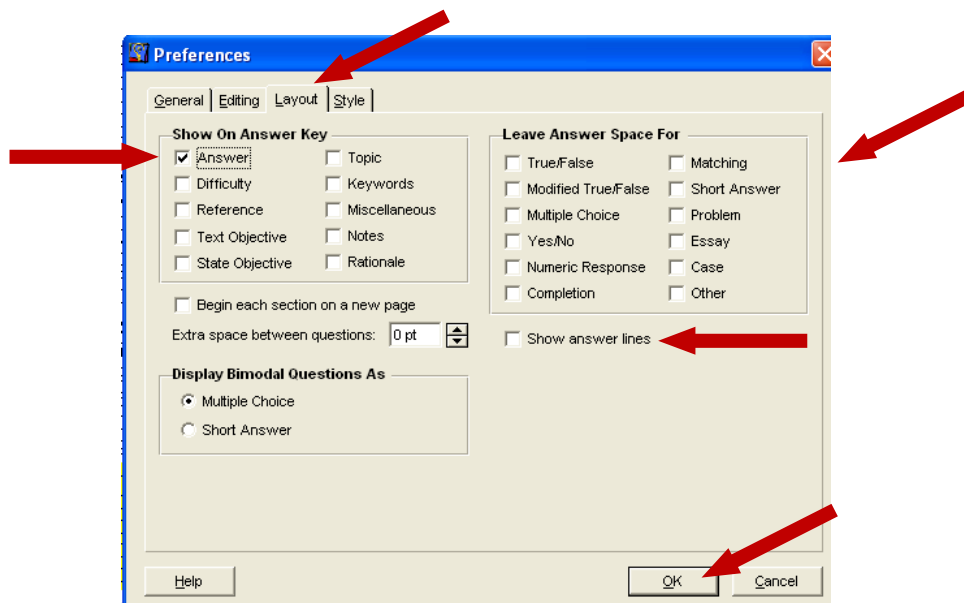 Preferences
General Editing Layout Style
Show On Answer Key
Answer
Difficulty
Reference
Text Objective
State Objective
Topic
Keywords
Miscellaneous
Notes
Rationale
Begin each section on a new page
Extra space between questions: 0 pt
Display Bimodal Questions As
Multiple Choice
Short Answer
Leave Answer Space For
True/False
Modified True/False
Multiple Choice
Yes/No
Numeric Response
Completion
Matching
Short Answer
Problem
Essay
Case
Other
Show answer lines
Help
OK
Cancel